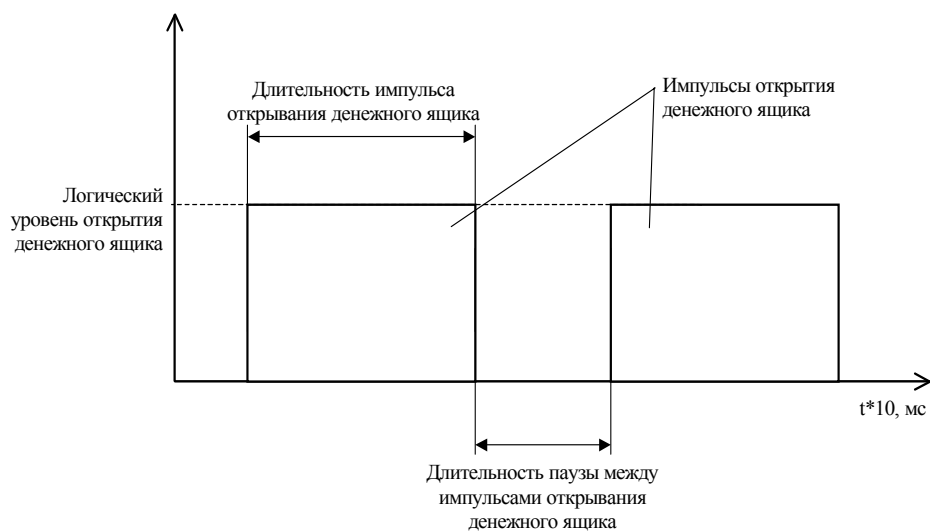 Длительность импульса
открывания денежного ящика
Импульсы открытия
денежного ящика
Логический
уровень открытия
денежного ящика
t*10, мс
Длительность паузы между
импульсами открывания
денежного ящика